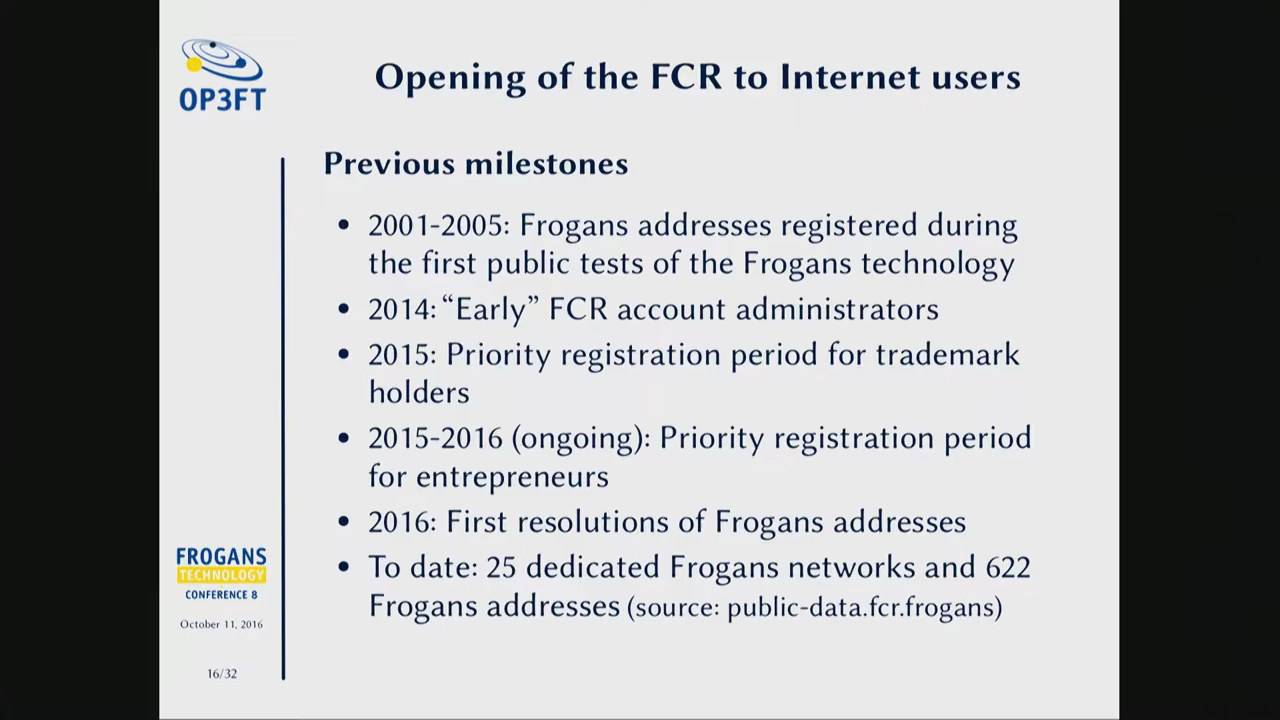 OP3FT
Opening of the FCR to Internet users
Previous milestones
• 2001-2005: Frogans addresses registered during
the first public tests of the Frogans technology
• 2014: “Early” FCR account administrators
• 2015: Priority registration period for trademark
holders
• 2015-2016 (ongoing): Priority registration period
for entrepreneurs
• 2016: First resolutions of Frogans addresses
• To date: 25 dedicated Frogans networks and 622
Frogans addresses (source: public-data.fcr.frogans)
FROGANS
TECHNOLOGY
CONFERENCE 8
October 11, 2016
16/32